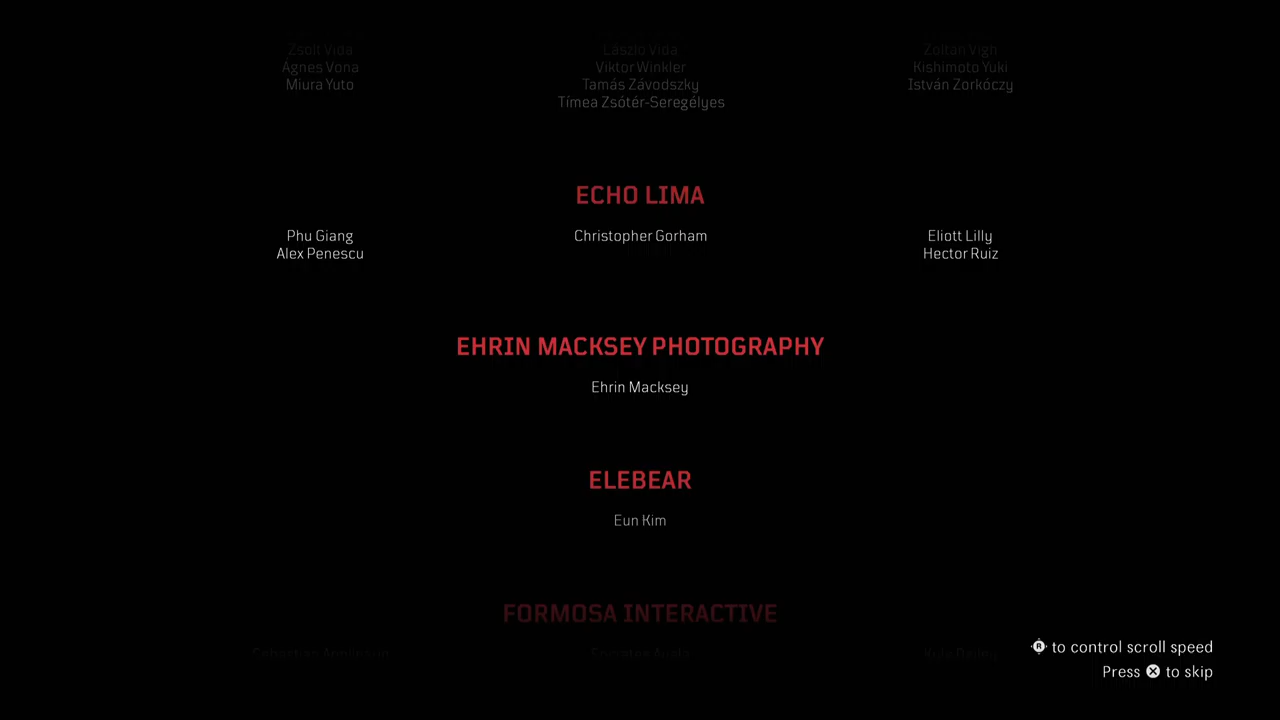 Zsolt Vida László Vida Zoltán Vigh
Ágnes Vona Viktor Winkler Kishimoto Yuki
Miura Yuto Tamás Závodszky István Zorkóczy
Tímea Zsótér-Seregélyes
ECHO LIMA
Phu Giang Christopher Gorham Eliott Lilly
Alex Penescu Hector Ruiz
EHRIN MACKSEY PHOTOGRAPHY
Ehrin Macksey
ELEBEAR
Eun Kim
FORMOSA INTERACTIVE
R to control scroll speed
Press X to skip